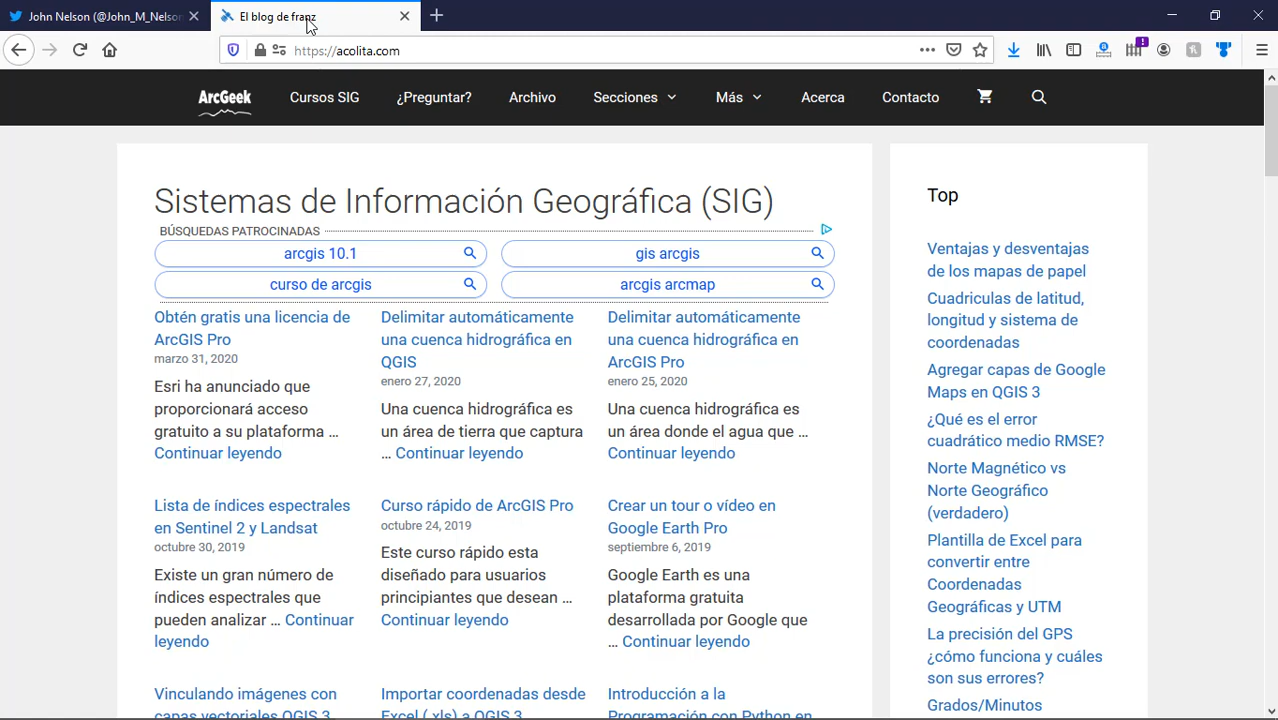 John Nelson (@John_M_Nelson
El blog de franz
https://acolita.com
ArcGeek
Cursos SIG
¿Preguntar?
Archivo
Secciones
Más
Acerca
Contacto
Sistemas de Información Geográfica (SIG)
BÚSQUEDAS PATROCINADAS
arcgis 10.1
gis arcgis
curso de arcgis
arcgis arcmap
Obtén gratis una licencia de
ArcGIS Pro
marzo 31, 2020
Esri ha anunciado que
proporcionará acceso
gratuito a su plataforma ...
Continuar leyendo
Delimitar automáticamente
una cuenca hidrográfica en
QGIS
enero 27, 2020
Una cuenca hidrográfica es
un área de tierra que captura
... Continuar leyendo
Delimitar automáticamente
una cuenca hidrográfica en
ArcGIS Pro
enero 25, 2020
Una cuenca hidrográfica es
un área donde el agua que ...
Continuar leyendo
Lista de índices espectrales
en Sentinel 2 y Landsat
octubre 30, 2019
Existe un gran número de
índices espectrales que
pueden analizar ... Continuar
leyendo
Curso rápido de ArcGIS Pro
octubre 24, 2019
Este curso rápido esta
diseñado para usuarios
principiantes que desean ...
Continuar leyendo
Crear un tour o vídeo en
Google Earth Pro
septiembre 6, 2019
Google Earth es una
plataforma gratuita
desarrollada por Google que
... Continuar leyendo
Vinculando imágenes con
capas vectoriales QGIS 3
Importar coordenadas desde
Excel (.xls) a QGIS 3
Introducción a la
Programación con Python en
Top
Ventajas y desventajas
de los mapas de papel
Cuadriculas de latitud,
longitud y sistema de
coordenadas
Agregar capas de Google
Maps en QGIS 3
¿Qué es el error
cuadrático medio RMSE?
Norte Magnético vs
Norte Geográfico
(verdadero)
Plantilla de Excel para
convertir entre
Coordenadas
Geográficas y UTM
La precisión del GPS
¿cómo funciona y cuáles
son sus errores?
Grados/Minutos